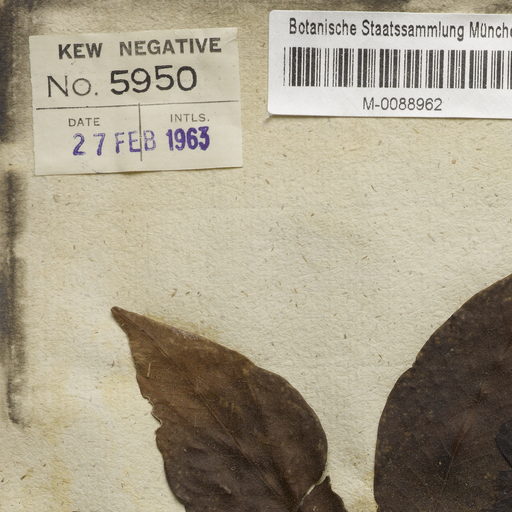 KEW NEGATIVE
No. 5950
DATE INTLS.
27 FEB 1963
Botanische Staatssammlung Münche
M-0088962